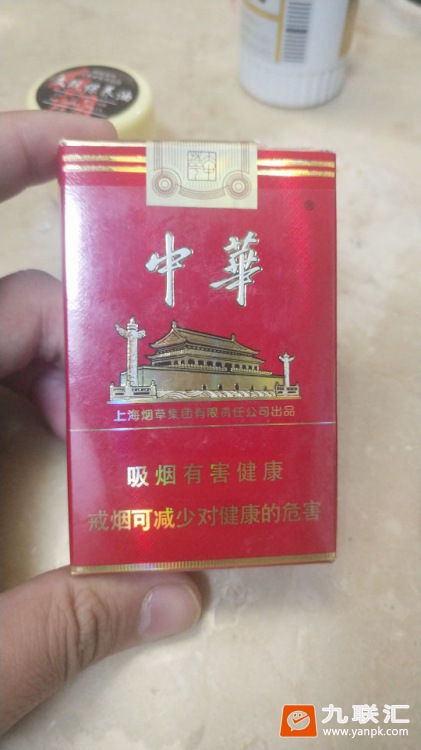 中華
上海烟草集团有限责任公司出品
吸烟有害健康
戒烟可减少对健康的危害
九联汇
www.yanpk.com